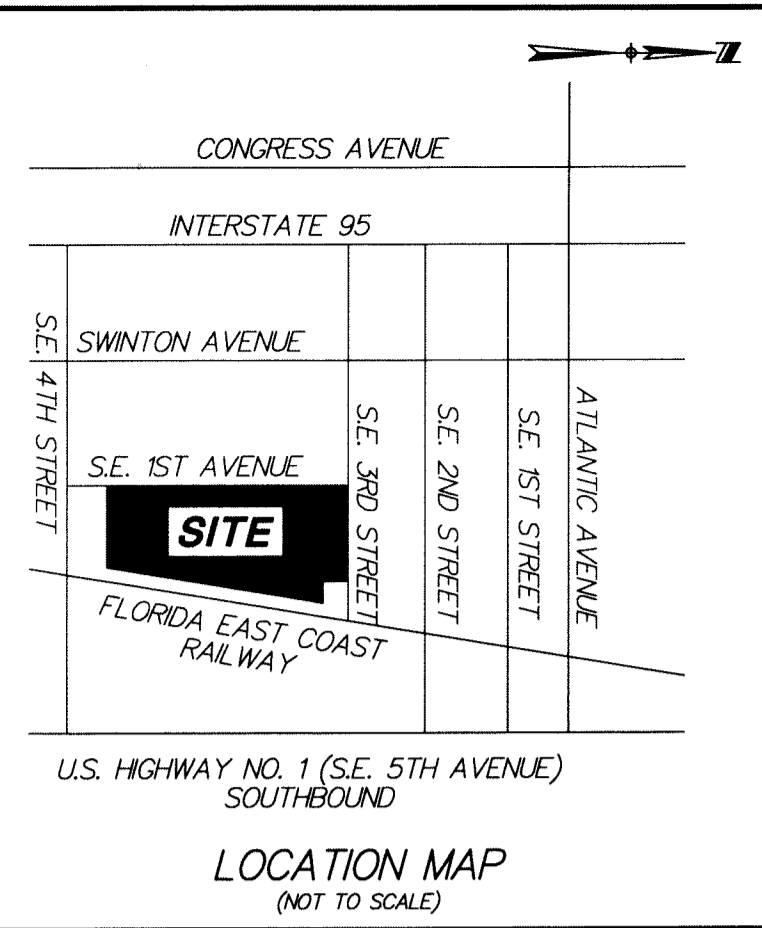 N
CONGRESS AVENUE
INTERSTATE 95
SWINTON AVENUE
S.E. 4TH STREET
S.E. 1ST AVENUE
SITE
S.E. 3RD STREET
S.E. 2ND STREET
S.E. 1ST STREET
ATLANTIC AVENUE
FLORIDA EAST COAST
RAILWAY
U.S. HIGHWAY NO. 1 (S.E. 5TH AVENUE)
SOUTHBOUND
LOCATION MAP
(NOT TO SCALE)